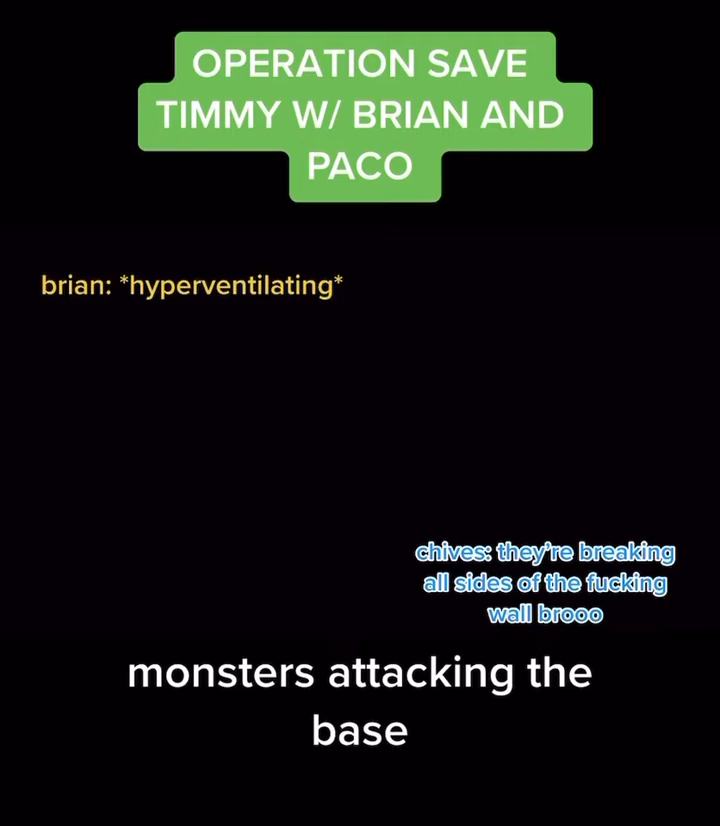 OPERATION SAVE
TIMMY W/ BRIAN AND
PACO
brian: *hyperventilating*
chives: they're breaking
all sides of the fucking
wall brooo
monsters attacking the
base